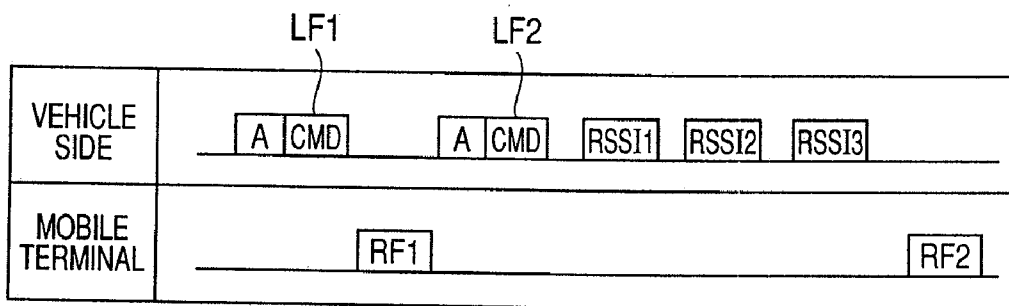 LF1 LF2
VEHICLE
SIDE
A CMD A CMD RSSI1 RSSI2 RSSI3
MOBILE
TERMINAL
RF1 RF2